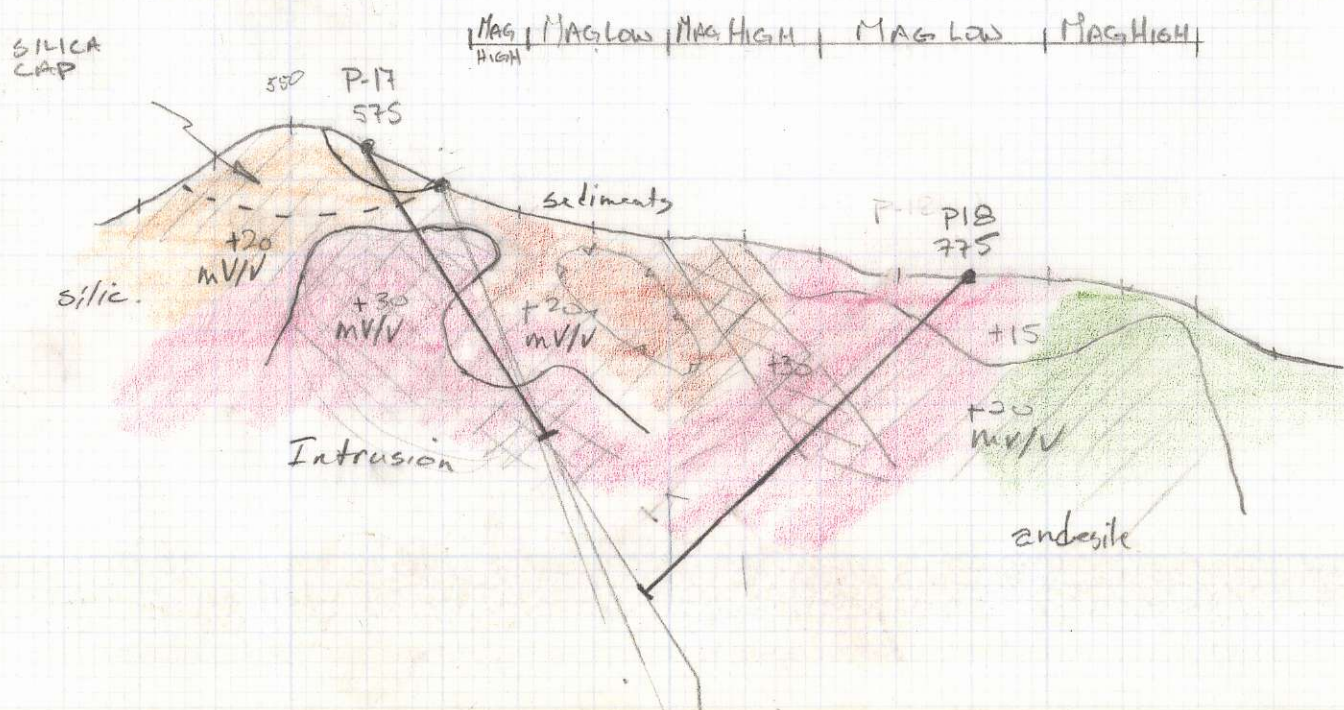 MAG HIGH
MAG LOW
MAG HIGH
MAG LOW
MAG HIGH
SILICA
CAP
550
P-17
575
sediments
P-18
P18
775
+20
mV/V
silic.
+30
mV/V
+20
mV/V
+30
+15
mV/V
Intrusion
andesite